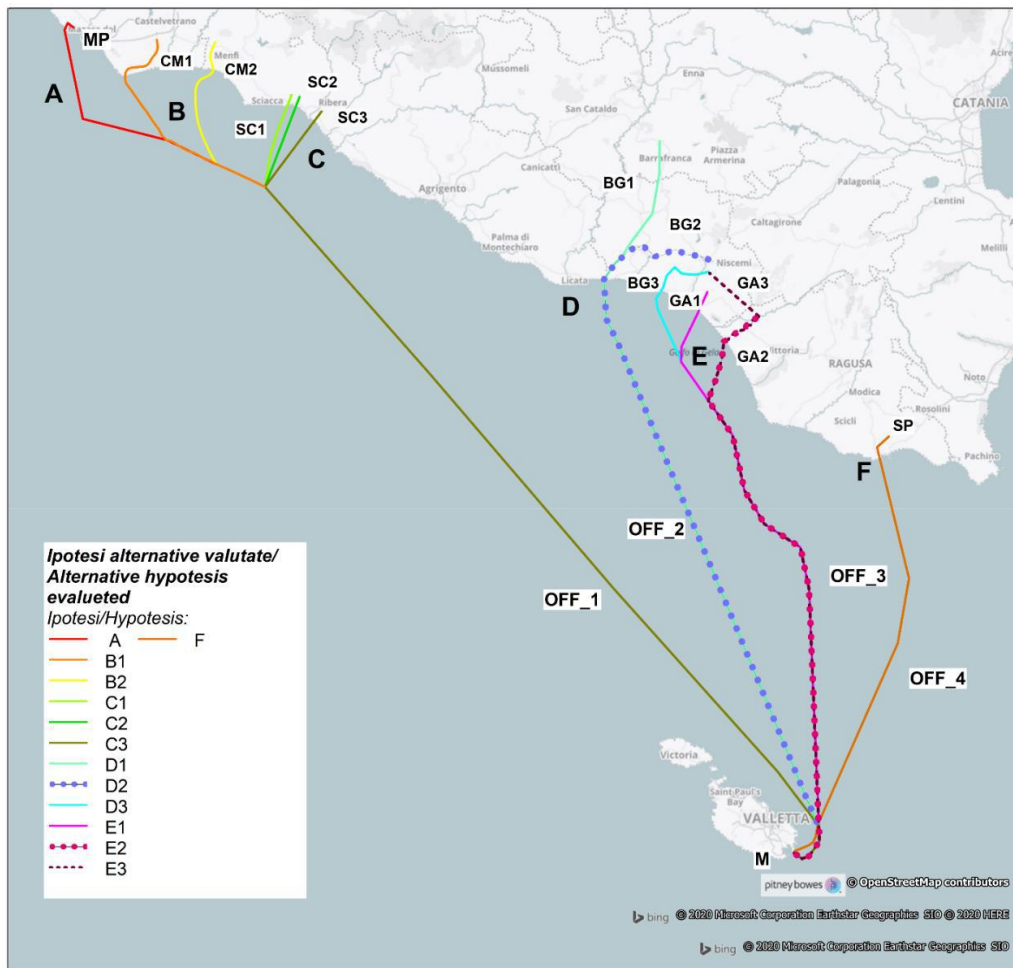 Castelvetrano
MP
CM1
Menfi
CM2
A
B
Mussomeli
Enna
SC2
Sciacca
Ribera
SC1
SC3
C
San Cataldo
CATANIA
Barrafranca
Piazza
Armerina
Canicatti
BG1
Agrigento
Palagonia
Lentini
BG2
Caltagirone
Palma di
Montechiaro
Niscemi
Melilli
Licata
BG3
GA3
D
GA1
E
GA2
Vittoria
RAGUSA
Modica
Noto
Scicli
Rosolini
SP
Pachino
F
OFF_2
Ipotesi alternative valutate/
Alternative hypotesis
evalueted
Ipotesi/Hypotesis:
A F
B1
B2
C1
C2
C3
D1
D2
D3
E1
E2
E3
OFF_1
OFF_3
OFF_4
Victoria
Saint Paul's
Bay
VALLETTA
M
pitneybowes © OpenStreetMap contributors
bing © 2020 Microsoft Corporation Earthstar Geographics SIO © 2020 HERE
bing © 2020 Microsoft Corporation Earthstar Geographics SIO